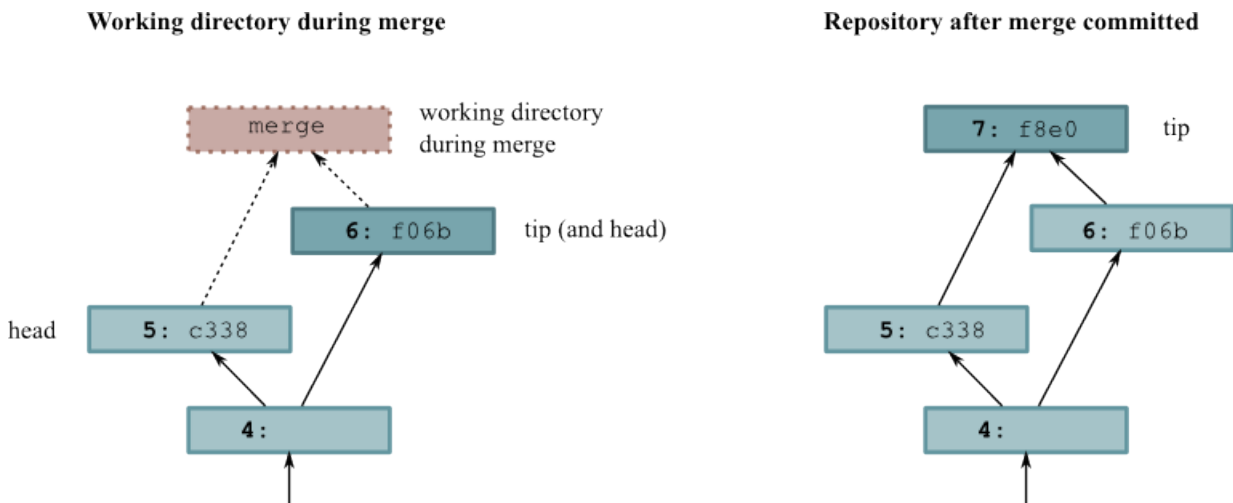 Working directory during merge
Repository after merge committed
merge
working directory
during merge
7: f8e0
tip
6: f06b
tip (and head)
6: f06b
head
5: c338
5: c338
4:
4: